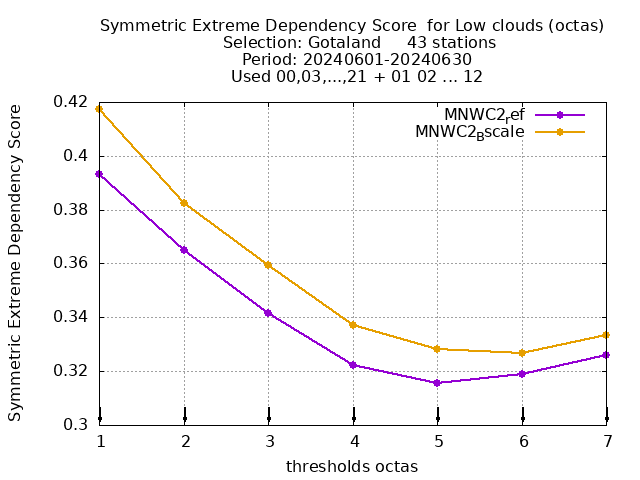 Symmetric Extreme Dependency Score  for Low clouds (octas)
Selection: Gotaland     43 stations
Period: 20240601-20240630
Used 00,03,...,21 + 01 02 ... 12
MNWC2ref
MNWC2Bscale
Symmetric Extreme Dependency Score
0.42
0.4
0.38
0.36
0.34
0.32
0.3
1 2 3 4 5 6 7
thresholds octas